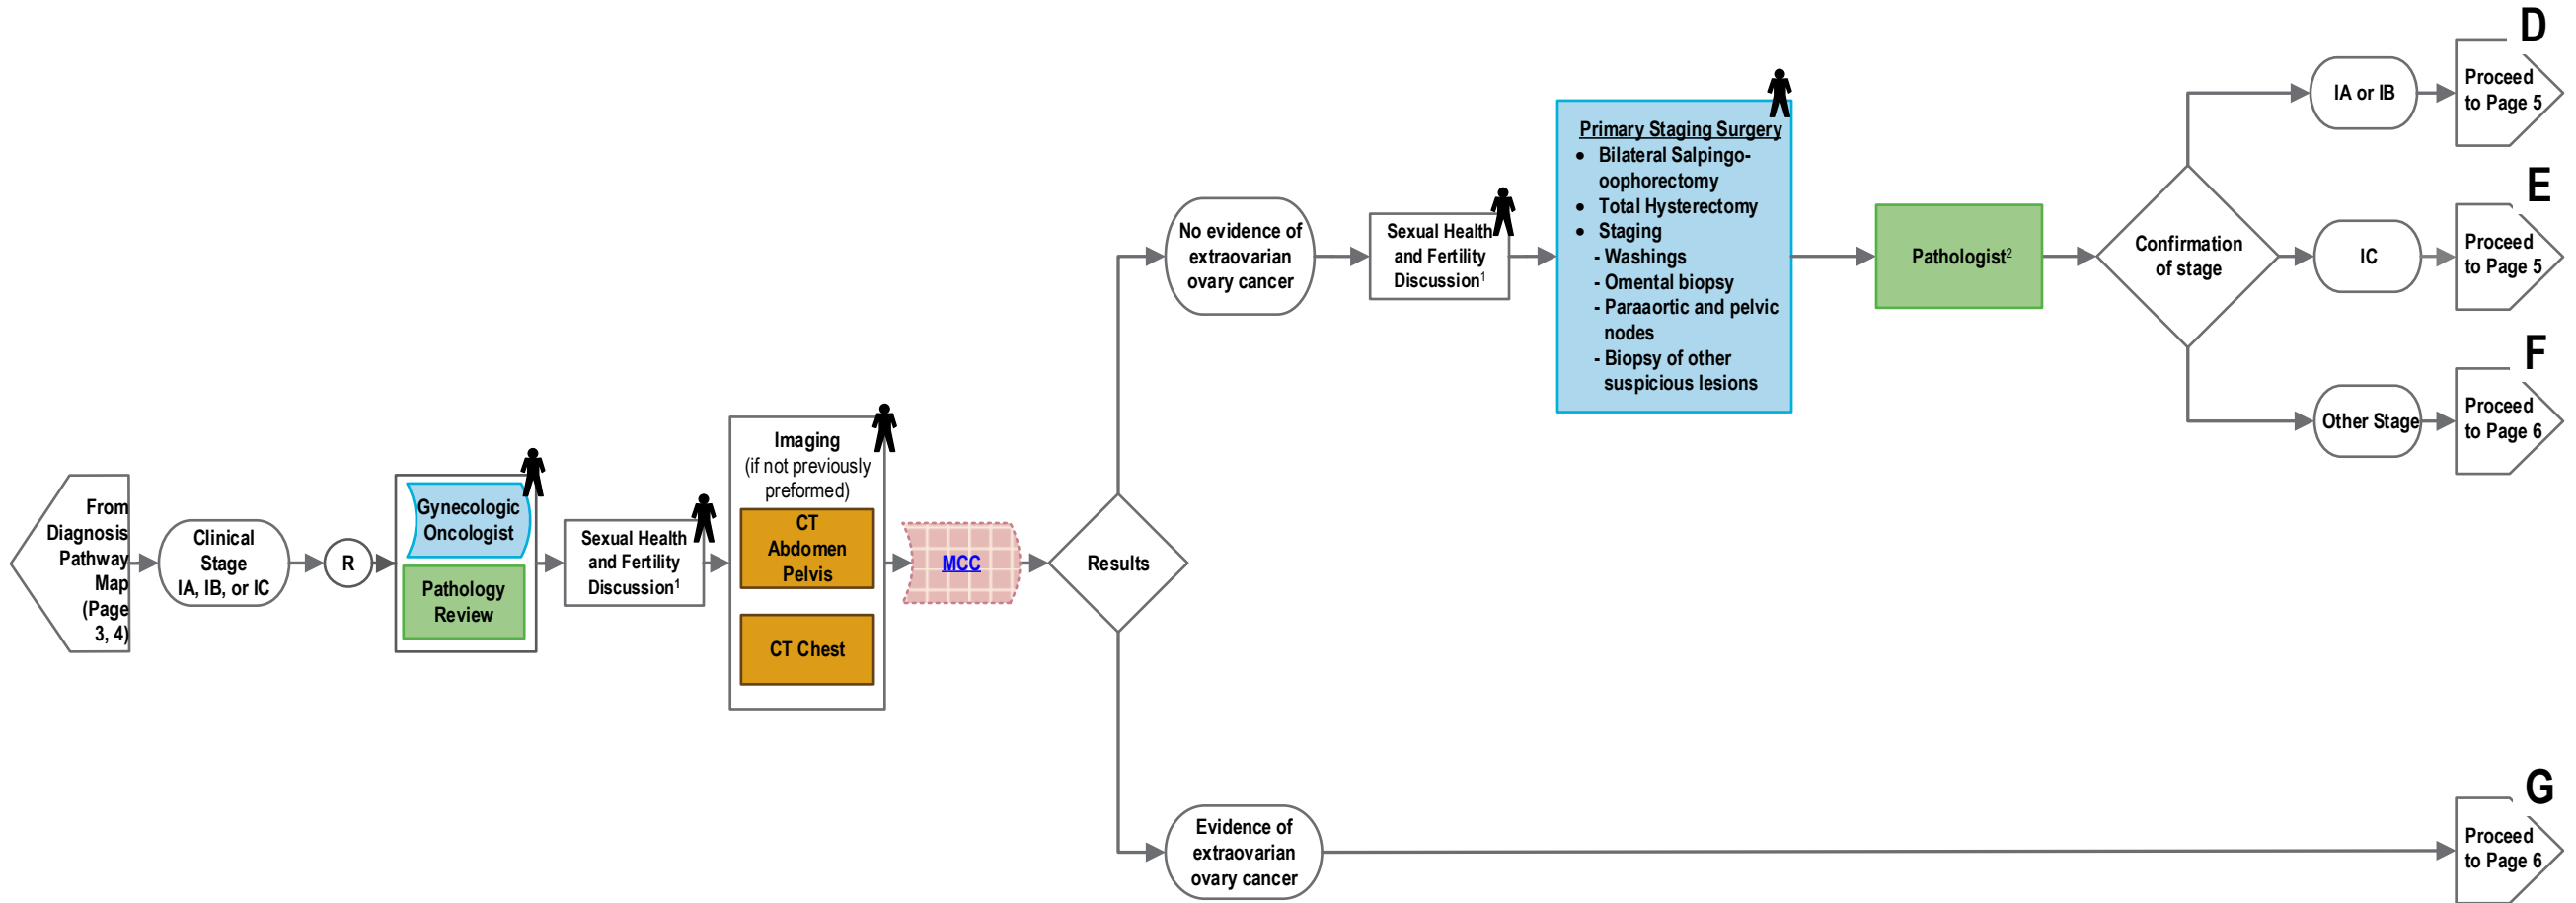 From
Diagnosis
Pathway
Map
(Page
3, 4)
Clinical
Stage
IA, IB, or IC
R
Gynecologic
Oncologist
Pathology
Review
Sexual Health
and Fertility
Discussion¹
Imaging
(if not previously
preformed)
CT
Abdomen
Pelvis
CT Chest
MCC
Results
No evidence of
extraovarian
ovary cancer
Sexual Health
and Fertility
Discussion¹
Primary Staging Surgery
• Bilateral Salpingo-
oophorectomy
• Total Hysterectomy
• Staging
- Washings
- Omental biopsy
- Paraaortic and pelvic
nodes
- Biopsy of other
suspicious lesions
Pathologist²
Confirmation
of stage
IA or IB
D
Proceed
to Page 5
IC
E
Proceed
to Page 5
Other Stage
F
Proceed
to Page 6
Evidence of
extraovarian
ovary cancer
G
Proceed
to Page 6